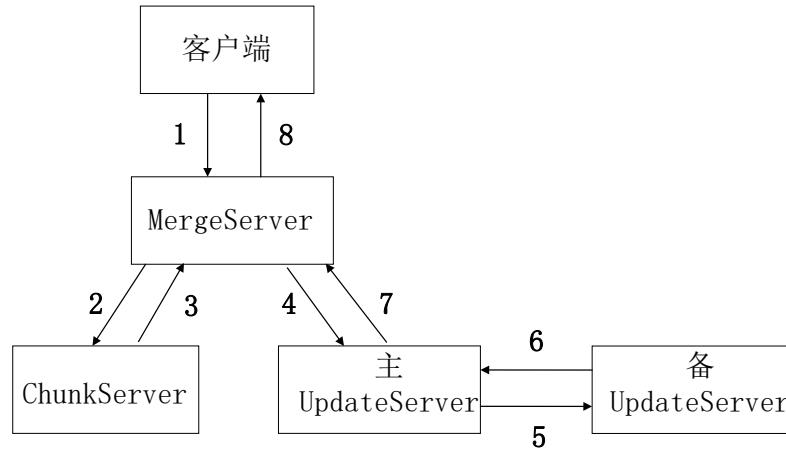 客户端
1
8
MergeServer
2
3
4
7
6
主
UpdateServer
备
UpdateServer
ChunkServer
5